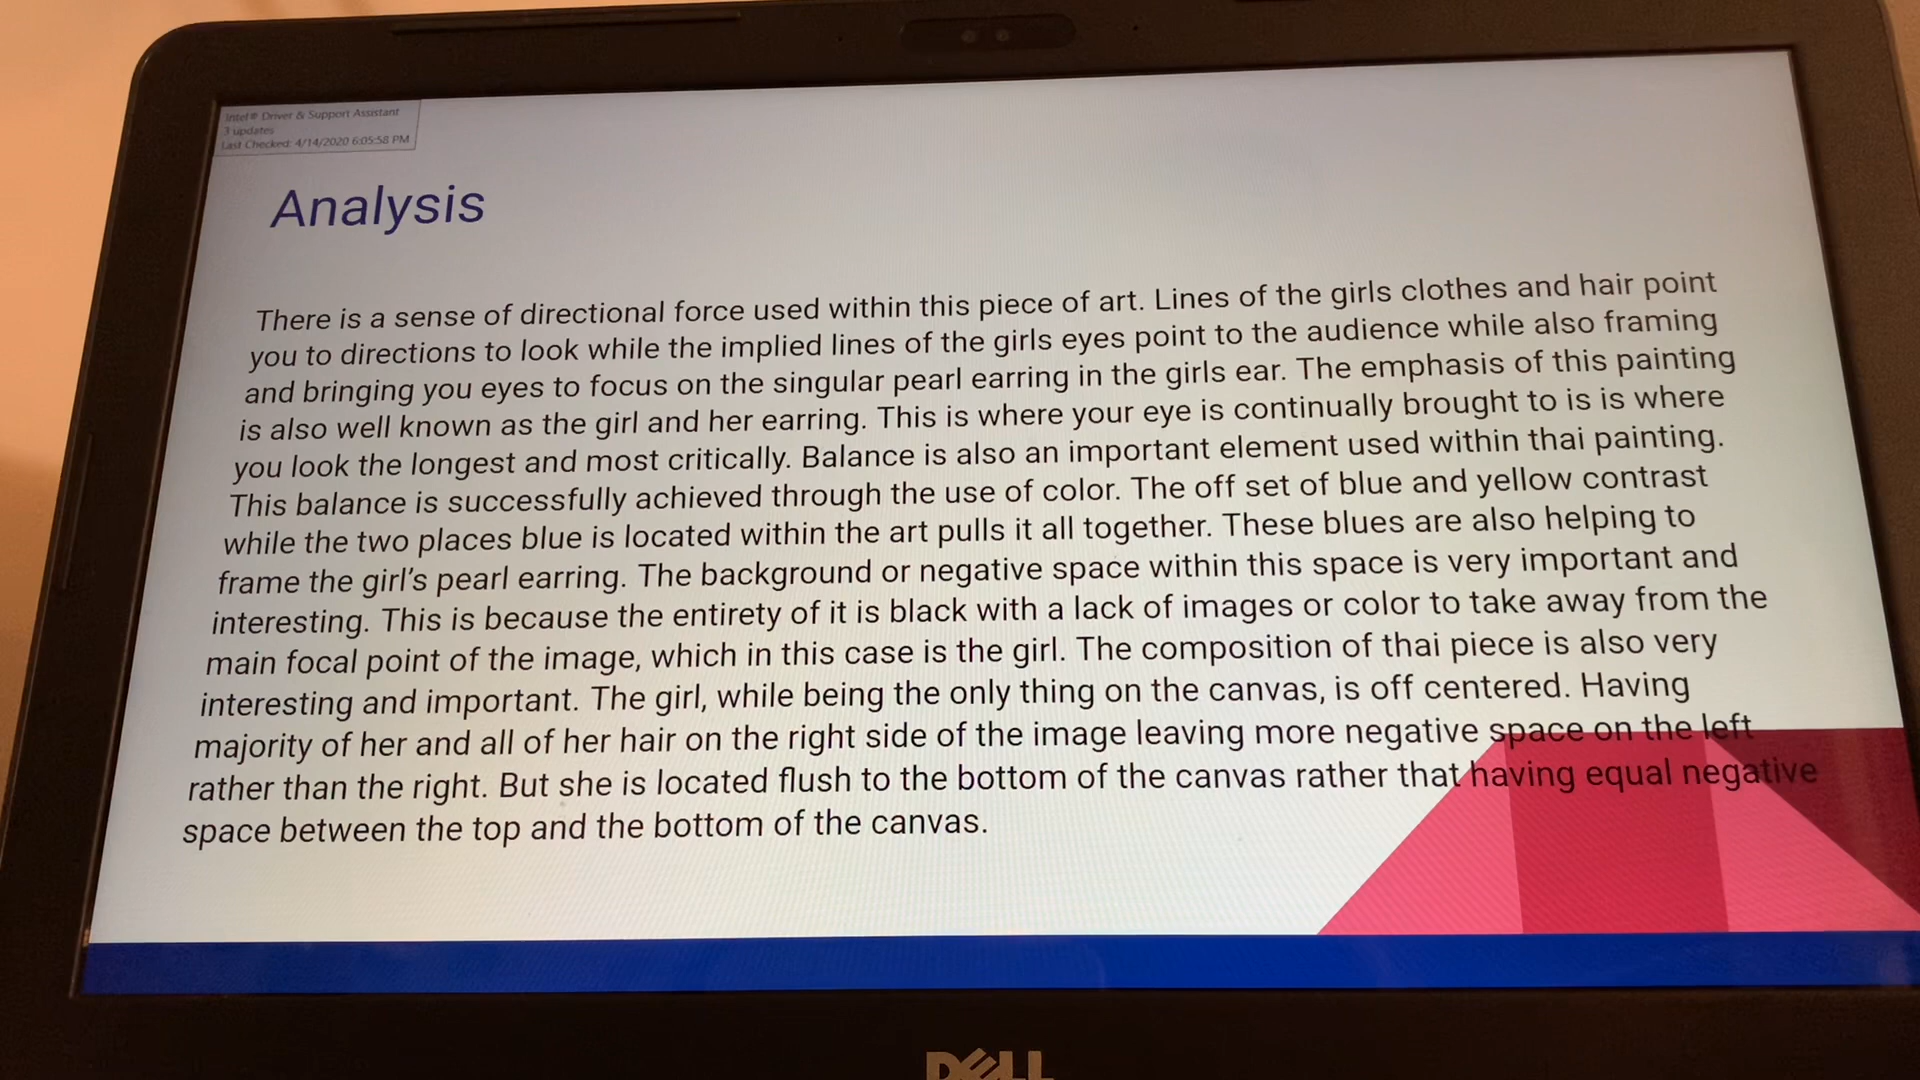 Intel® Driver & Support Assistant
3 updates
Last Checked: 4/14/2020 6:05:58 PM
Analysis
There is a sense of directional force used within this piece of art. Lines of the girls clothes and hair point
you to directions to look while the implied lines of the girls eyes point to the audience while also framing
and bringing you eyes to focus on the singular pearl earring in the girls ear. The emphasis of this painting
is also well known as the girl and her earring. This is where your eye is continually brought to is is where
you look the longest and most critically. Balance is also an important element used within thai painting.
This balance is successfully achieved through the use of color. The off set of blue and yellow contrast
while the two places blue is located within the art pulls it all together. These blues are also helping to
frame the girl’s pearl earring. The background or negative space within this space is very important and
interesting. This is because the entirety of it is black with a lack of images or color to take away from the
main focal point of the image, which in this case is the girl. The composition of thai piece is also very
interesting and important. The girl, while being the only thing on the canvas, is off centered. Having
majority of her and all of her hair on the right side of the image leaving more negative space on the left
rather than the right. But she is located flush to the bottom of the canvas rather that having equal negative
space between the top and the bottom of the canvas.
DELL